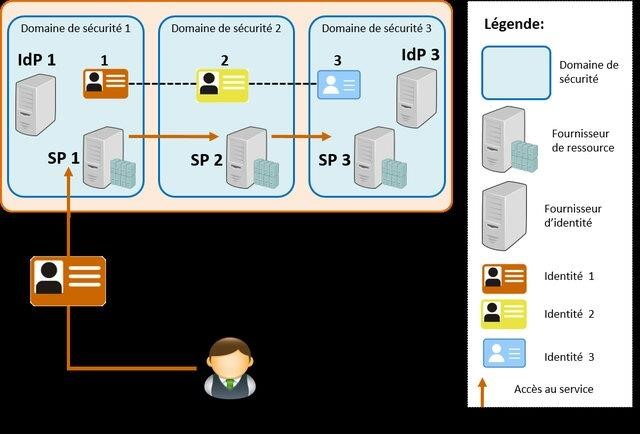 Domaine de sécurité 1
Domaine de sécurité 2
Domaine de sécurité 3
IdP 1
1
2
3
IdP 3
SP 1
SP 2
SP 3
Légende:
Domaine de
sécurité
Fournisseur
de ressource
Fournisseur
d'identité
Identité 1
Identité 2
Identité 3
Accès au service